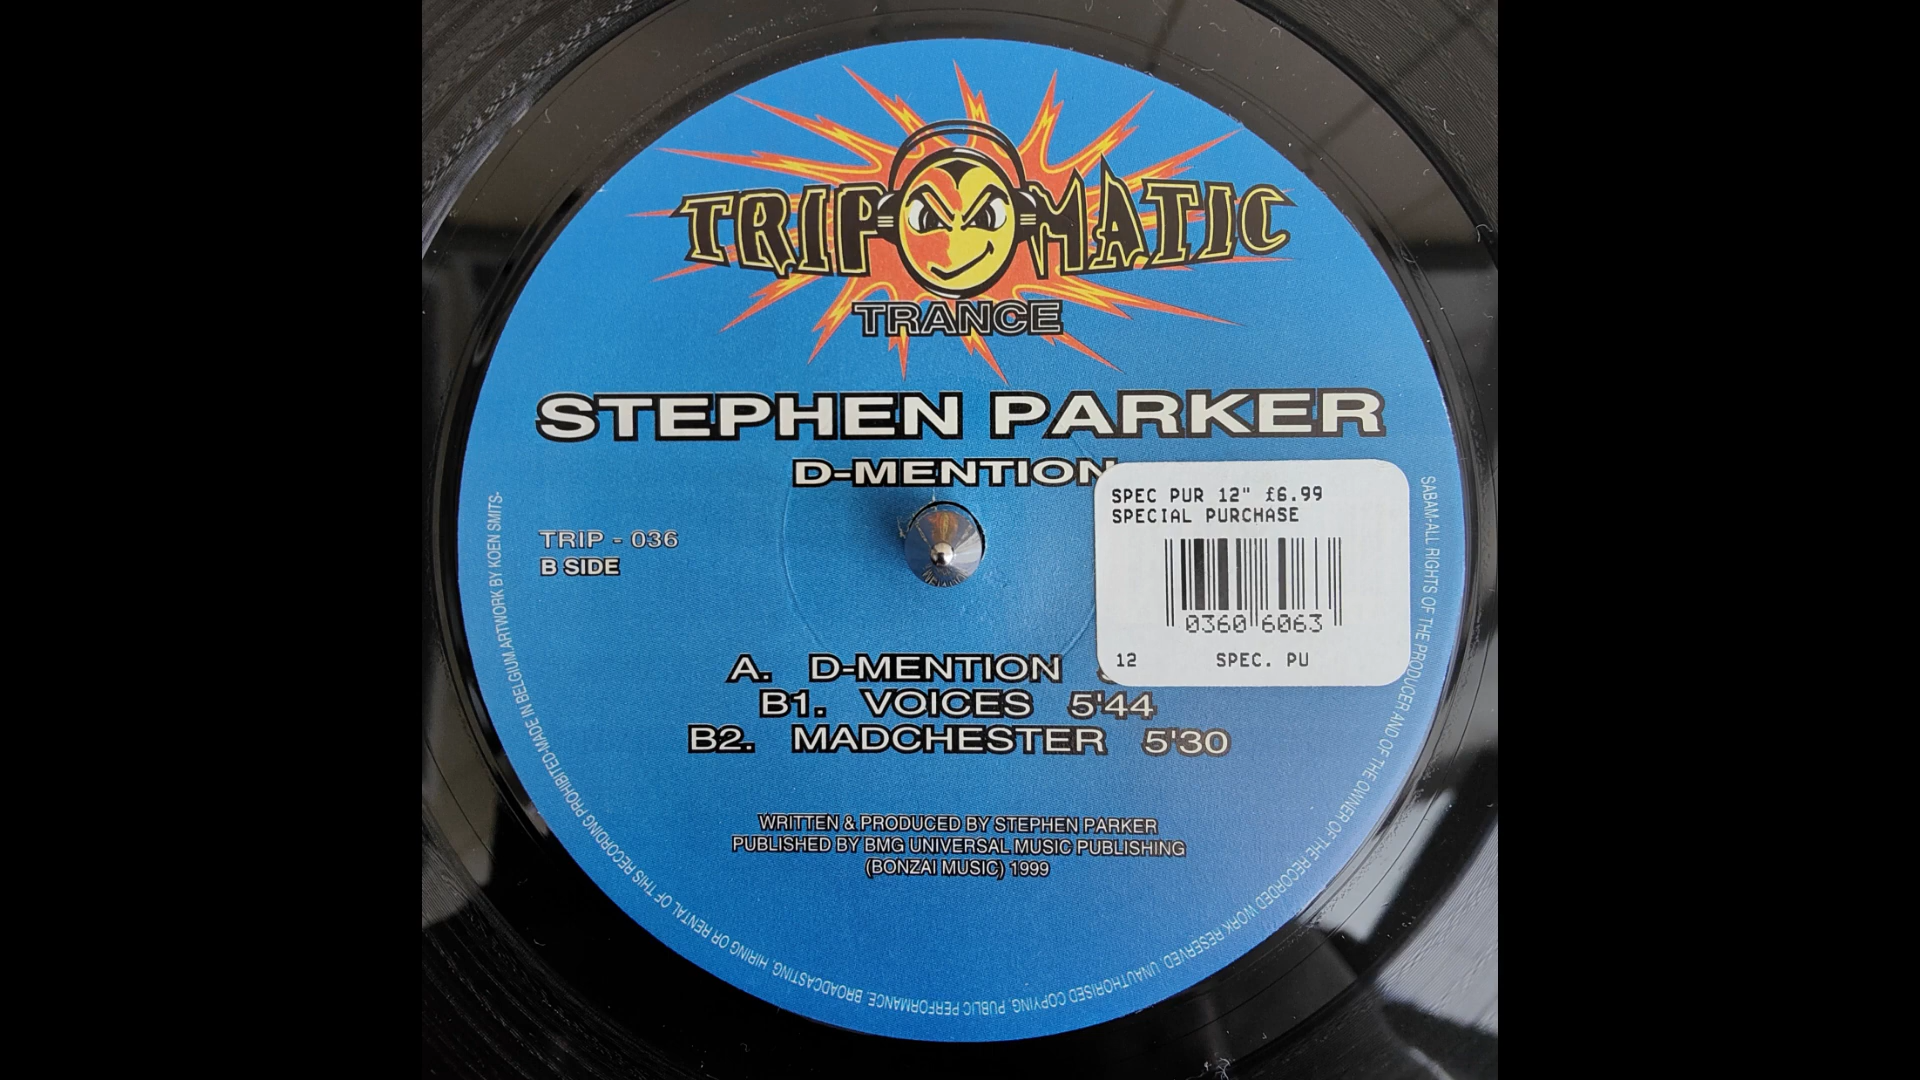 TRIPOMATIC
TRANCE
STEPHEN PARKER
D-MENTION
SPEC PUR 12" £6.99
SPECIAL PURCHASE
0360 6063
12 SPEC. PU
TRIP - 036
B SIDE
A. D-MENTION
B1. VOICES 5'44
B2. MADCHESTER 5'30
WRITTEN & PRODUCED BY STEPHEN PARKER
PUBLISHED BY BMG UNIVERSAL MUSIC PUBLISHING
(BONZAI MUSIC) 1999
SABAM-ALL RIGHTS OF THE PRODUCER AND OF THE OWNER OF THE RECORDED WORK RESERVED. UNAUTHORISED COPYING, PUBLIC PERFORMANCE, BROADCASTING, HIRING OR RENTAL OF THIS RECORDING PROHIBITED-MADE IN BELGIUM.ARTWORK BY KOEN SMITS-